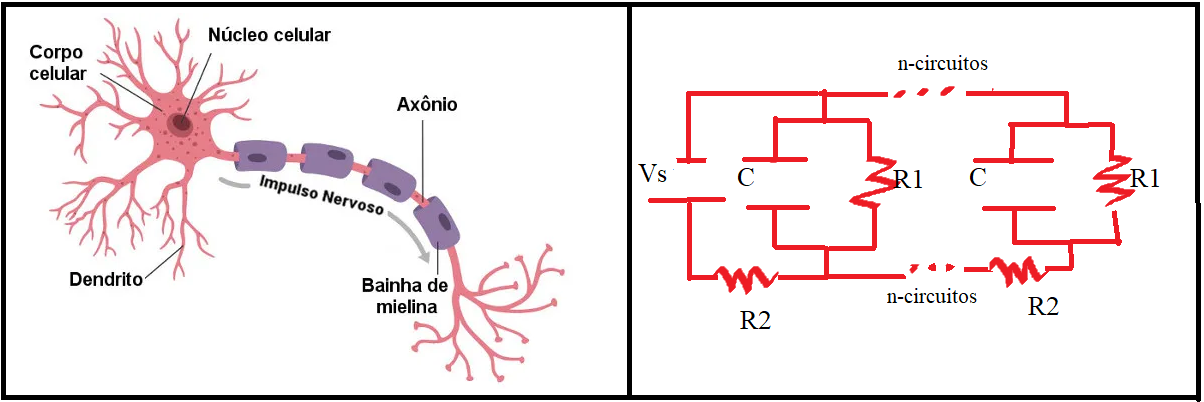 Núcleo celular
Corpo
celular
Axônio
Impulso Nervoso
Dendrito
Bainha de
mielina
n-circuitos
Vs
C
R1
C
R1
R2
n-circuitos
R2